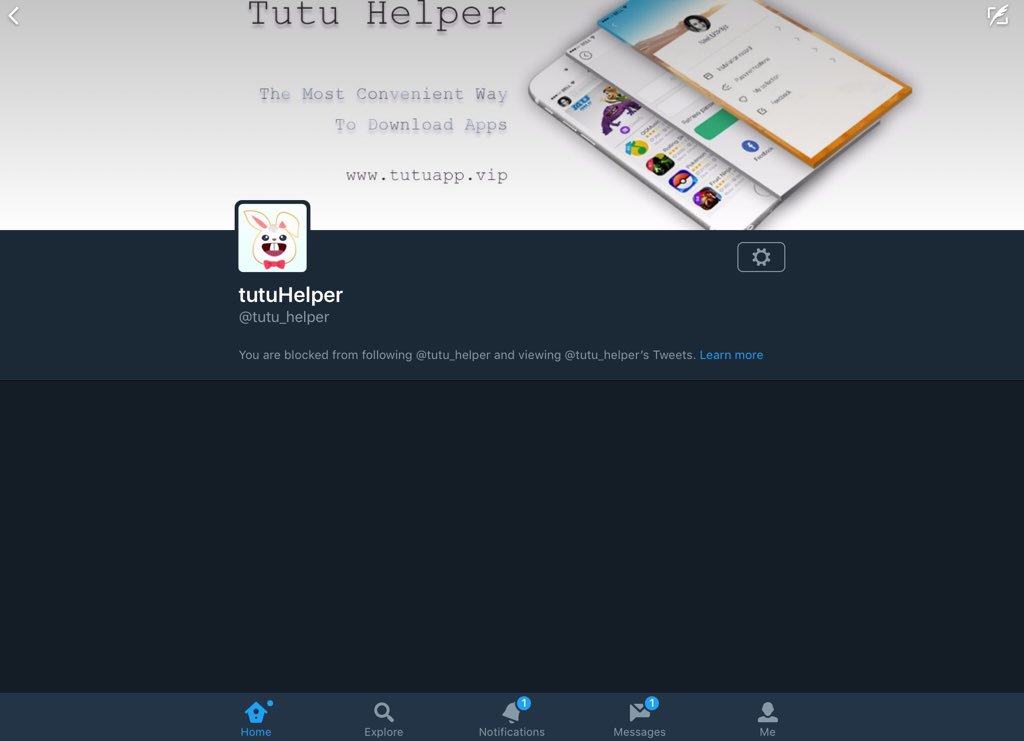 Tutu Helper
The Most Convenient Way
To Download Apps
www.tutuapp.vip
Facebook
tutuHelper
@tutu_helper
You are blocked from following @tutu_helper and viewing @tutu_helper's Tweets. Learn more
1
1
Home
Explore
Notifications
Messages
Me